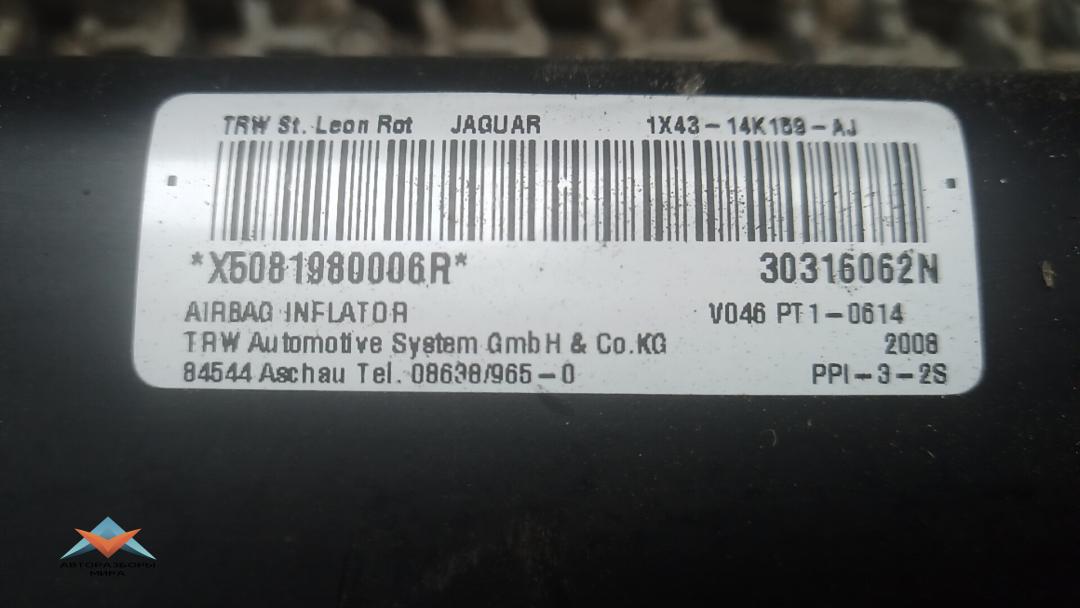 TRW St. Leon Rot JAGUAR 1X43-14K159-AJ
*X5081980006R* 30316062N
AIRBAG INFLATOR V046 PT1-0614
TRW Automotive System GmbH & Co.KG 2008
84544 Aschau Tel. 08638/965-0 PPI-3-2S
АВТОРАЗБОРЫ
МИРА